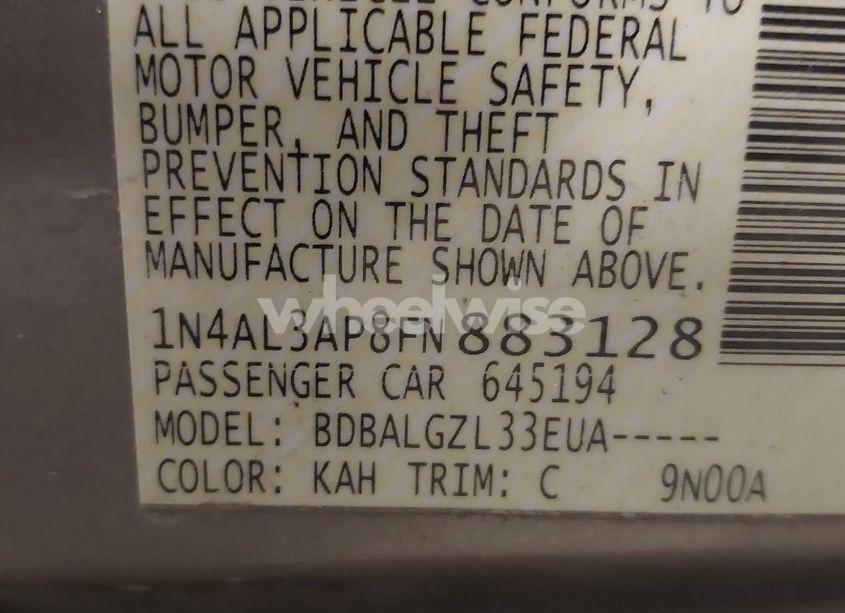 ALL APPLICABLE FEDERAL
MOTOR VEHICLE SAFETY,
BUMPER, AND THEFT
PREVENTION STANDARDS IN
EFFECT ON THE DATE OF
MANUFACTURE SHOWN ABOVE.
wheelwise
1N4AL3AP8FN883128
PASSENGER CAR 645194
MODEL: BDBALGZL33EUA-----
COLOR: KAH TRIM: C 9N00A